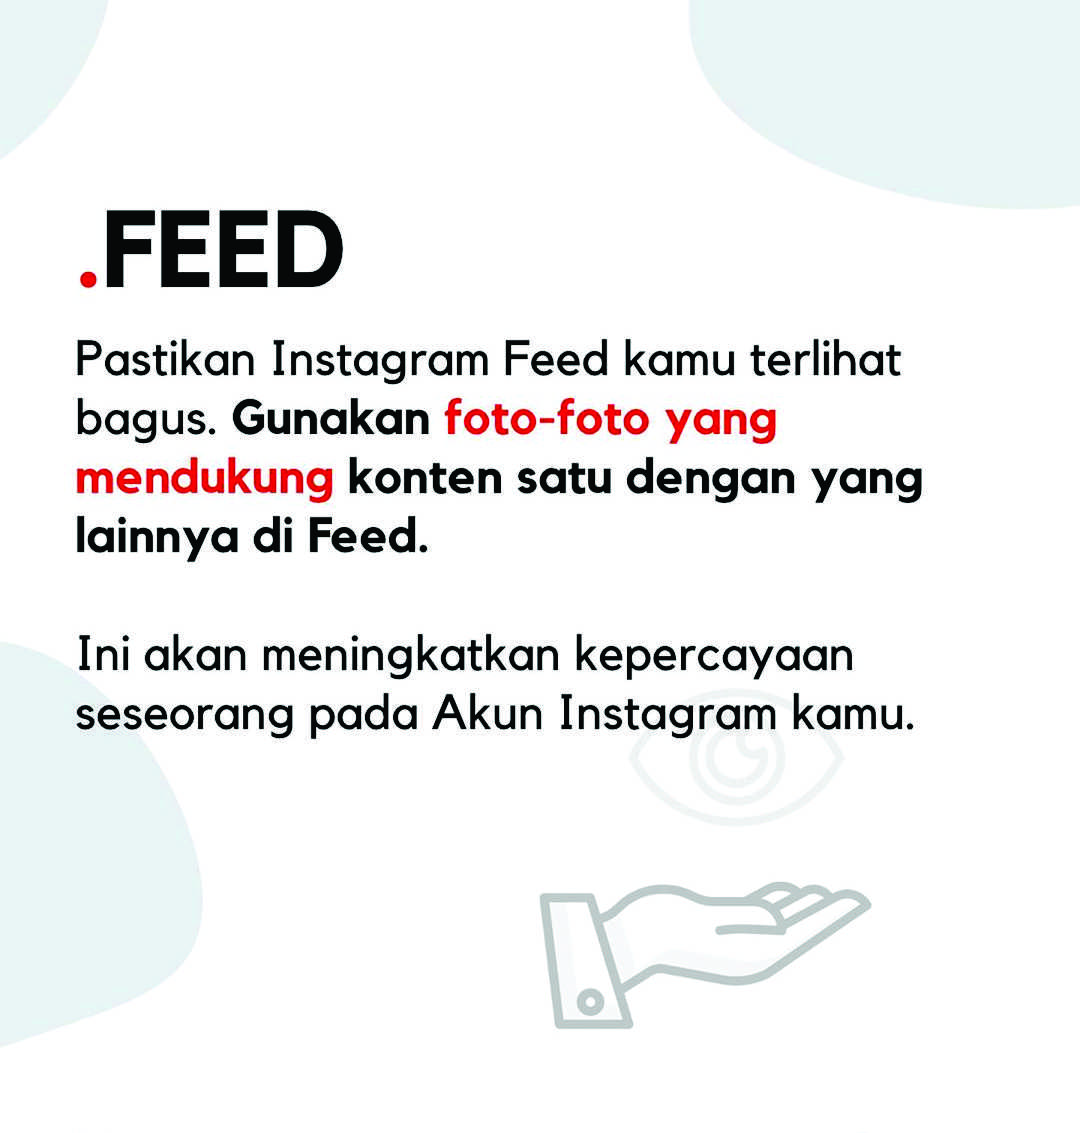 .FEED
Pastikan Instagram Feed kamu terlihat
bagus. Gunakan foto-foto yang
mendukung konten satu dengan yang
lainnya di Feed.
Ini akan meningkatkan kepercayaan
seseorang pada Akun Instagram kamu.